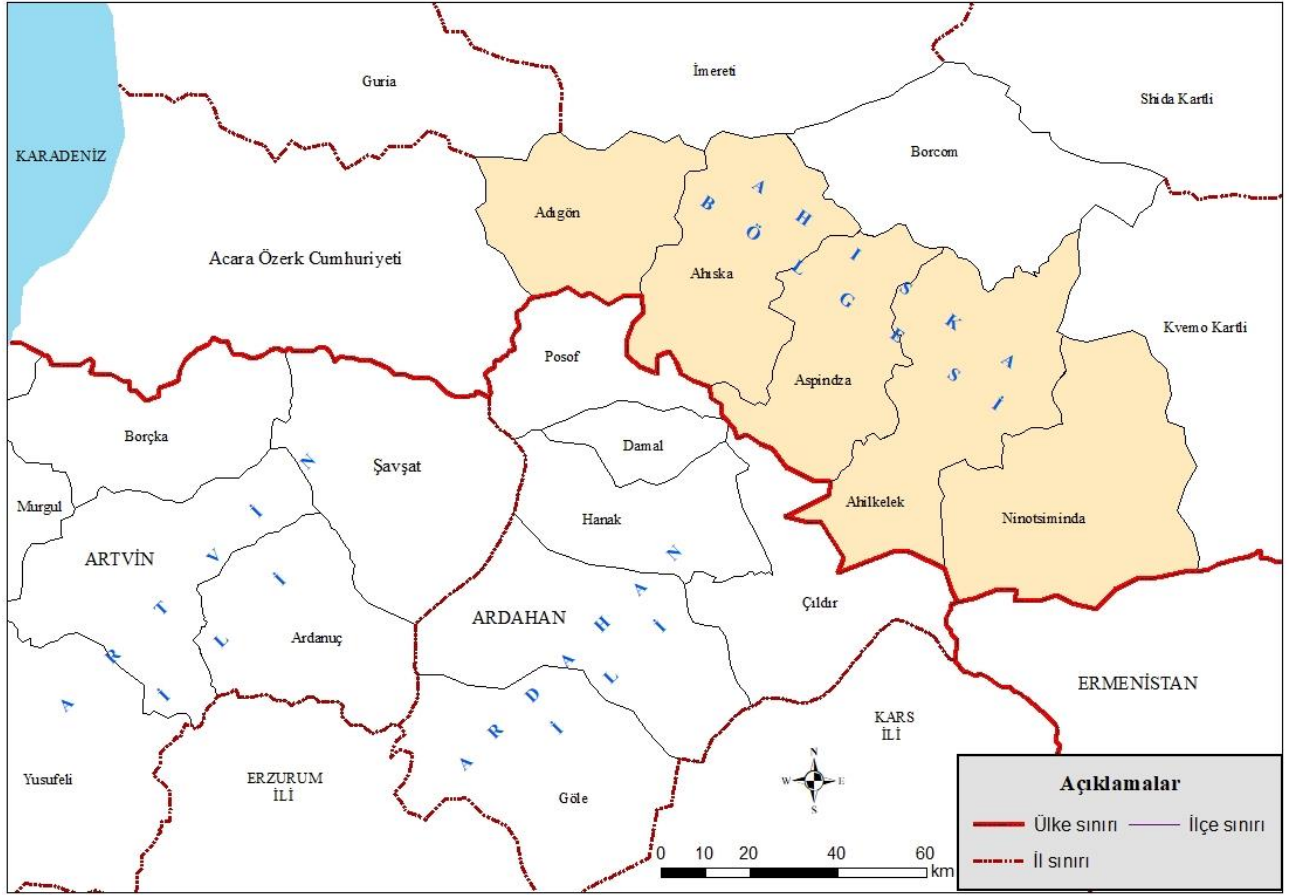 Guria
İmereti
Shida Kartli
KARADENİZ
Borcom
Adıgön
AHISKA
BÖLGESİ
Acara Özerk Cumhuriyeti
Ahıska
Kvemo Kartli
Posof
Aspindza
Borçka
Damal
Şavşat
Murgul
Hanak
Ahilkelek
Ninotsiminda
ARTVİN
ARTVİN
İLİ
Ardanuç
ARDAHAN
Çıldır
ARDAHAN
İLİ
ERMENİSTAN
KARS
İLİ
Yusufeli
ERZURUM
İLİ
Göle
N
W E
S
0 10 20 40 60
km
Açıklamalar
Ülke sınırı İlçe sınırı
İl sınırı